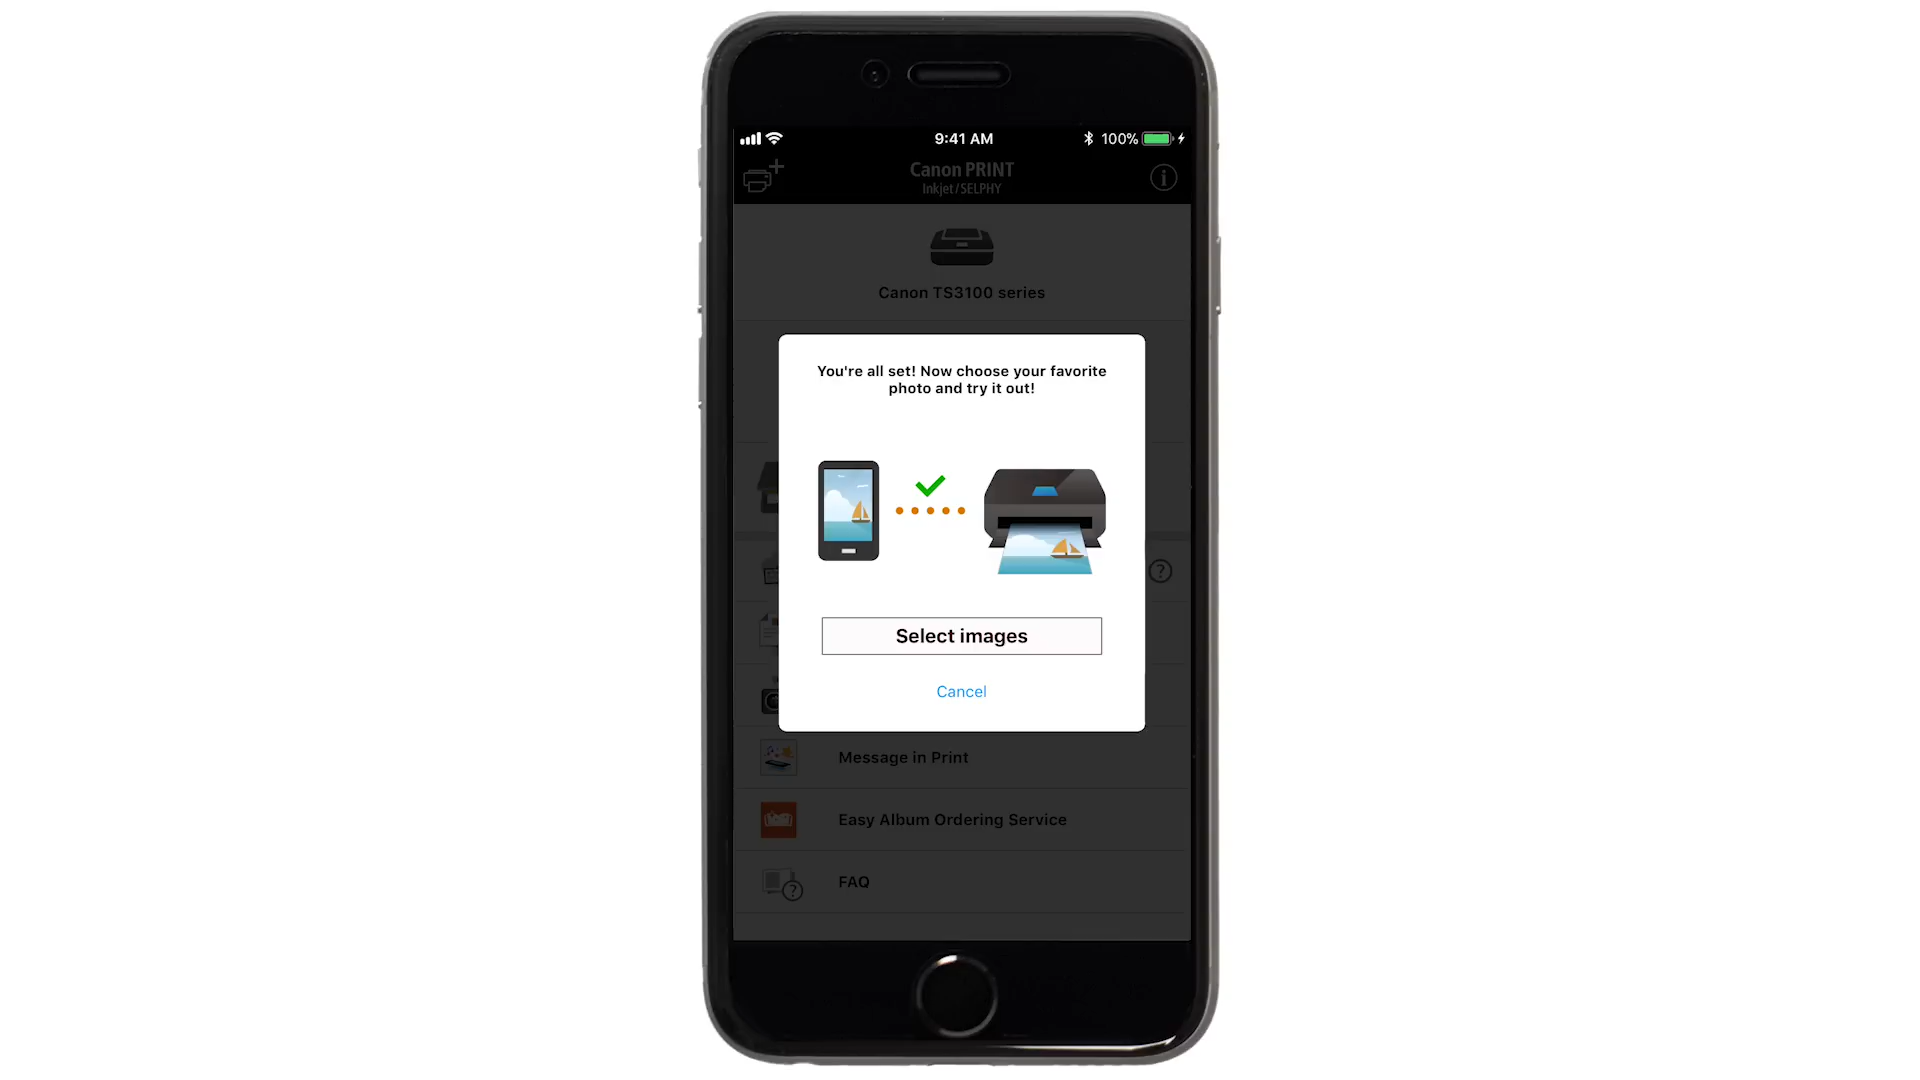 9:41 AM
100%
Canon PRINT
Inkjet/SELPHY
Canon TS3100 series
You're all set! Now choose your favorite
photo and try it out!
Select images
Cancel
Message in Print
Easy Album Ordering Service
FAQ